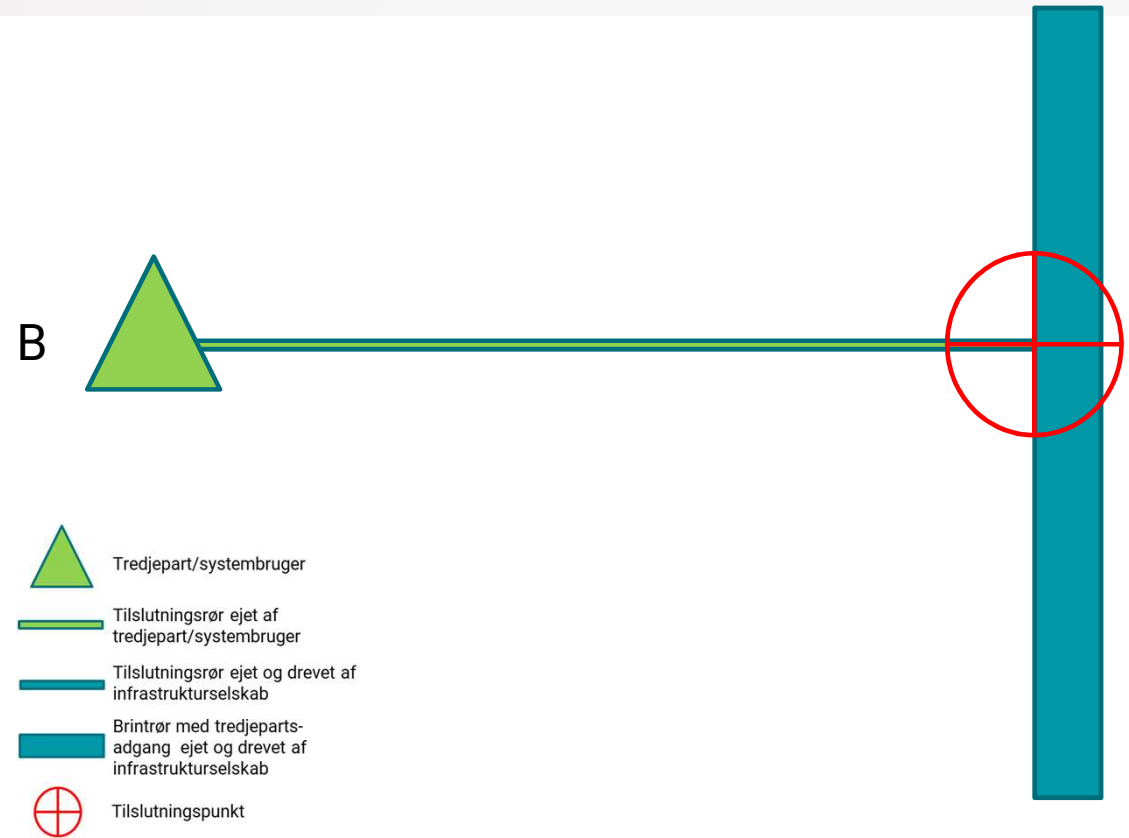 B
Tredjepart/systembruger
Tilslutningsrør ejet af
tredjepart/systembruger
Tilslutningsrør ejet og drevet af
infrastrukturselskab
Brintrør med tredjeparts-
adgang ejet og drevet af
infrastrukturselskab
Tilslutningspunkt